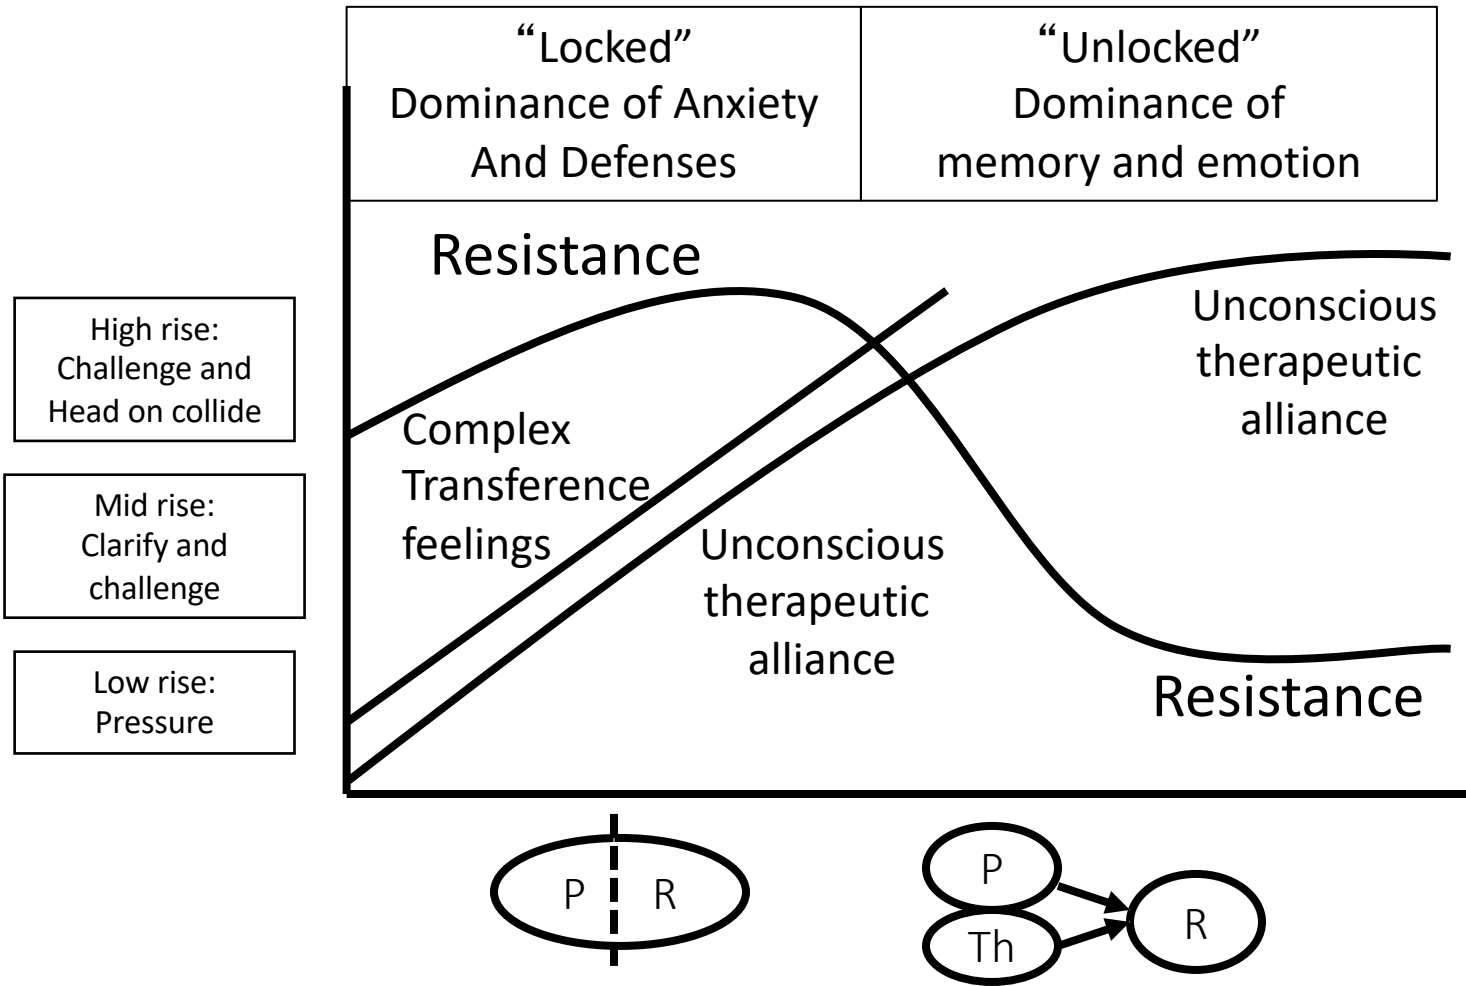 “Locked”
Dominance of Anxiety
And Defenses
“Unlocked”
Dominance of
memory and emotion
Resistance
High rise:
Challenge and
Head on collide
Mid rise:
Clarify and
challenge
Low rise:
Pressure
Complex
Transference
feelings
Unconscious
therapeutic
alliance
Unconscious
therapeutic
alliance
Resistance
P R
P
Th
R